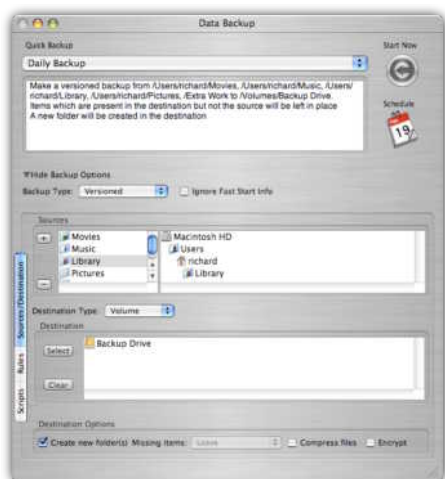 Data Backup
Quick Backup
Start Now
Daily Backup
Make a versioned backup from /Users/richard/Movies, /Users/richard/Music, /Users/
richard/Library, /Users/richard/Pictures, /Extra Work to /Volumes/Backup Drive.
Items which are present in the destination but not the source will be left in place
A new folder will be created in the destination
Schedule
19
Hide Backup Options
Backup Type: Versioned Ignore Fast Start Info
Sources
Movies
Music
Library
Pictures
Macintosh HD
Users
richard
Library
Sources/Destination
Rules
Scripts
Destination Type: Volume
Destination
Select
Backup Drive
Clear
Destination Options
Create new folder(s) Missing items: Leave Compress files Encrypt